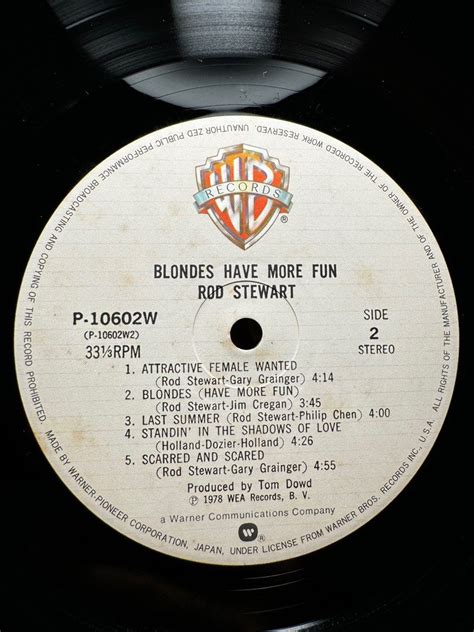 WB
RECORDS
®
BLONDES HAVE MORE FUN
ROD STEWART
P-10602W
(P-10602W2)
33⅓RPM
SIDE
2
STEREO
1. ATTRACTIVE FEMALE WANTED
(Rod Stewart-Gary Grainger) 4:14
2. BLONDES (HAVE MORE FUN)
(Rod Stewart-Jim Cregan) 3:45
3. LAST SUMMER (Rod Stewart-Philip Chen) 4:00
4. STANDIN' IN THE SHADOWS OF LOVE
(Holland-Dozier-Holland) 4:26
5. SCARRED AND SCARED
(Rod Stewart-Gary Grainger) 4:55
Produced by Tom Dowd
℗ 1978 WEA Records, B. V.
a Warner Communications Company
MADE BY WARNER-PIONEER CORPORATION, JAPAN, UNDER LICENSE FROM WARNER BROS. RECORDS INC., U.S.A. ALL RIGHTS OF THE MANUFACTURER AND OF THE OWNER OF THE RECORDED WORK RESERVED. UNAUTHORIZED PUBLIC PERFORMANCE BROADCASTING AND COPYING OF THIS RECORD PROHIBITED.